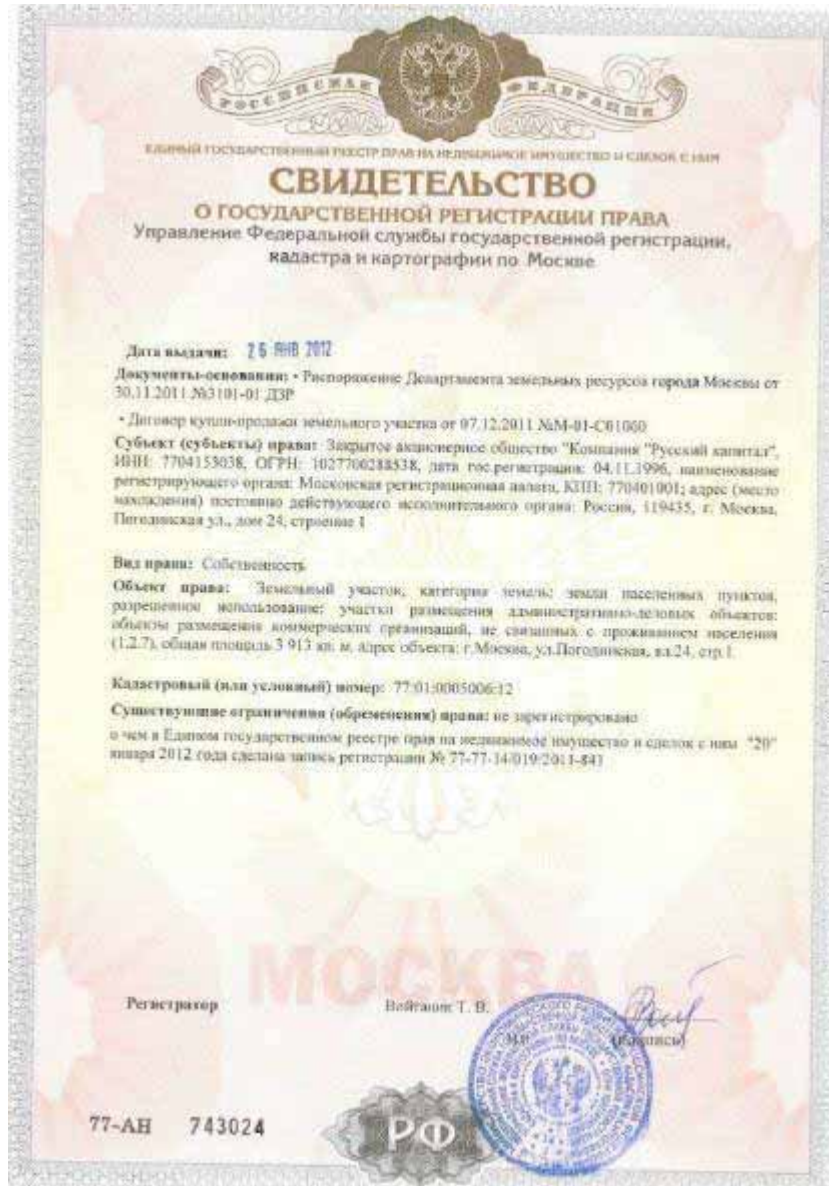 РОССИЙСКАЯ ФЕДЕРАЦИЯ
ЕДИНЫЙ ГОСУДАРСТВЕННЫЙ РЕЕСТР ПРАВ НА НЕДВИЖИМОЕ ИМУЩЕСТВО И СДЕЛОК С НИМ
СВИДЕТЕЛЬСТВО
О ГОСУДАРСТВЕННОЙ РЕГИСТРАЦИИ ПРАВА
Управление Федеральной службы государственной регистрации,
кадастра и картографии по Москве
Дата выдачи: 26 ЯНВ 2012
Документы-основания: • Распоряжение Департамента земельных ресурсов города Москвы от
30.11.2011 №3101-01 ДЗР
• Договор купли-продажи земельного участка от 07.12.2011 №М-01-С01060
Субъект (субъекты) права: Закрытое акционерное общество "Компания "Русский капитал",
ИНН: 7704153038, ОГРН: 1027700288538, дата гос.регистрации: 04.11.1996, наименование
регистрирующего органа: Московская регистрационная палата, КПП: 770401001; адрес (место
нахождения) постоянно действующего исполнительного органа: Россия, 119435, г. Москва,
Погодинская ул., дом 24, строение 1
Вид права: Собственность
Объект права: Земельный участок, категория земель: земли населенных пунктов,
разрешенное использование: участки размещения административно-деловых объектов:
объекты размещения коммерческих организаций, не связанных с проживанием населения
(1.2.7), общая площадь 3 913 кв. м, адрес объекта: г.Москва, ул.Погодинская, вл.24, стр.1
Кадастровый (или условный) номер: 77:01:0005006:12
Существующие ограничения (обременения) права: не зарегистрировано
о чем в Едином государственном реестре прав на недвижимое имущество и сделок с ним "20"
января 2012 года сделана запись регистрации № 77-77-14/019/2011-843
МОСКВА
Регистратор Т. В.
(подпись)
77-АН 743024
РФ